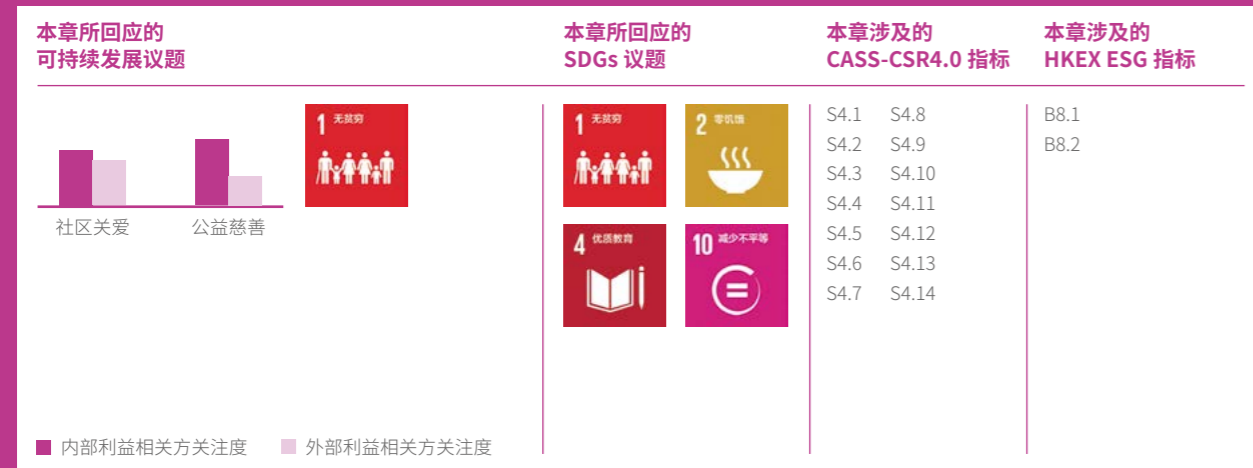 本章所回应的
可持续发展议题
社区关爱
公益慈善
1 无贫穷
内部利益相关方关注度
外部利益相关方关注度
本章所回应的
SDGs 议题
1 无贫穷
2 零饥饿
4 优质教育
10 减少不平等
本章涉及的
CASS-CSR4.0 指标
S4.1 S4.8
S4.2 S4.9
S4.3 S4.10
S4.4 S4.11
S4.5 S4.12
S4.6 S4.13
S4.7 S4.14
本章涉及的
HKEX ESG 指标
B8.1
B8.2